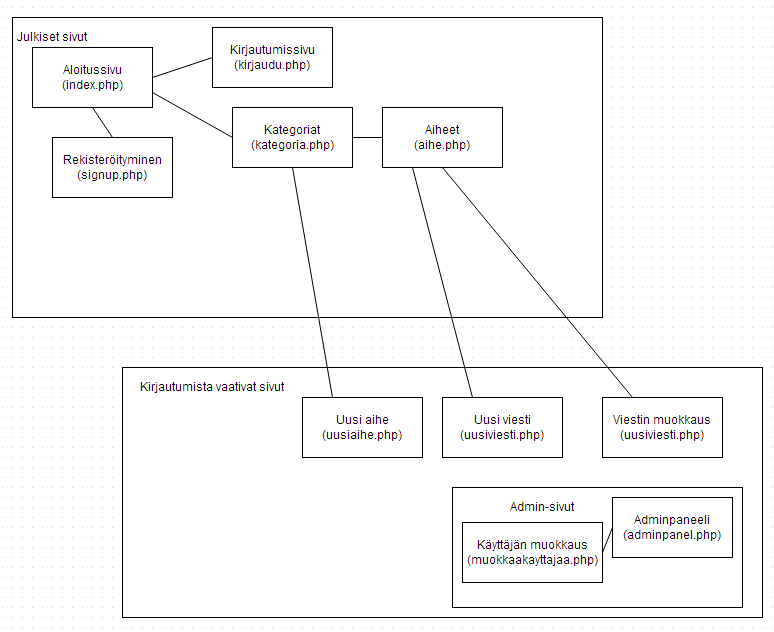 Julkiset sivut
Aloitussivu
(index.php)
Kirjautumissivu
(kirjaudu.php)
Rekisteröityminen
(signup.php)
Kategoriat
(kategoria.php)
Aiheet
(aihe.php)
Kirjautumista vaativat sivut
Uusi aihe
(uusiaihe.php)
Uusi viesti
(uusiviesti.php)
Viestin muokkaus
(uusiviesti.php)
Admin-sivut
Käyttäjän muokkaus
(muokkaakayttajaa.php)
Adminpaneeli
(adminpanel.php)